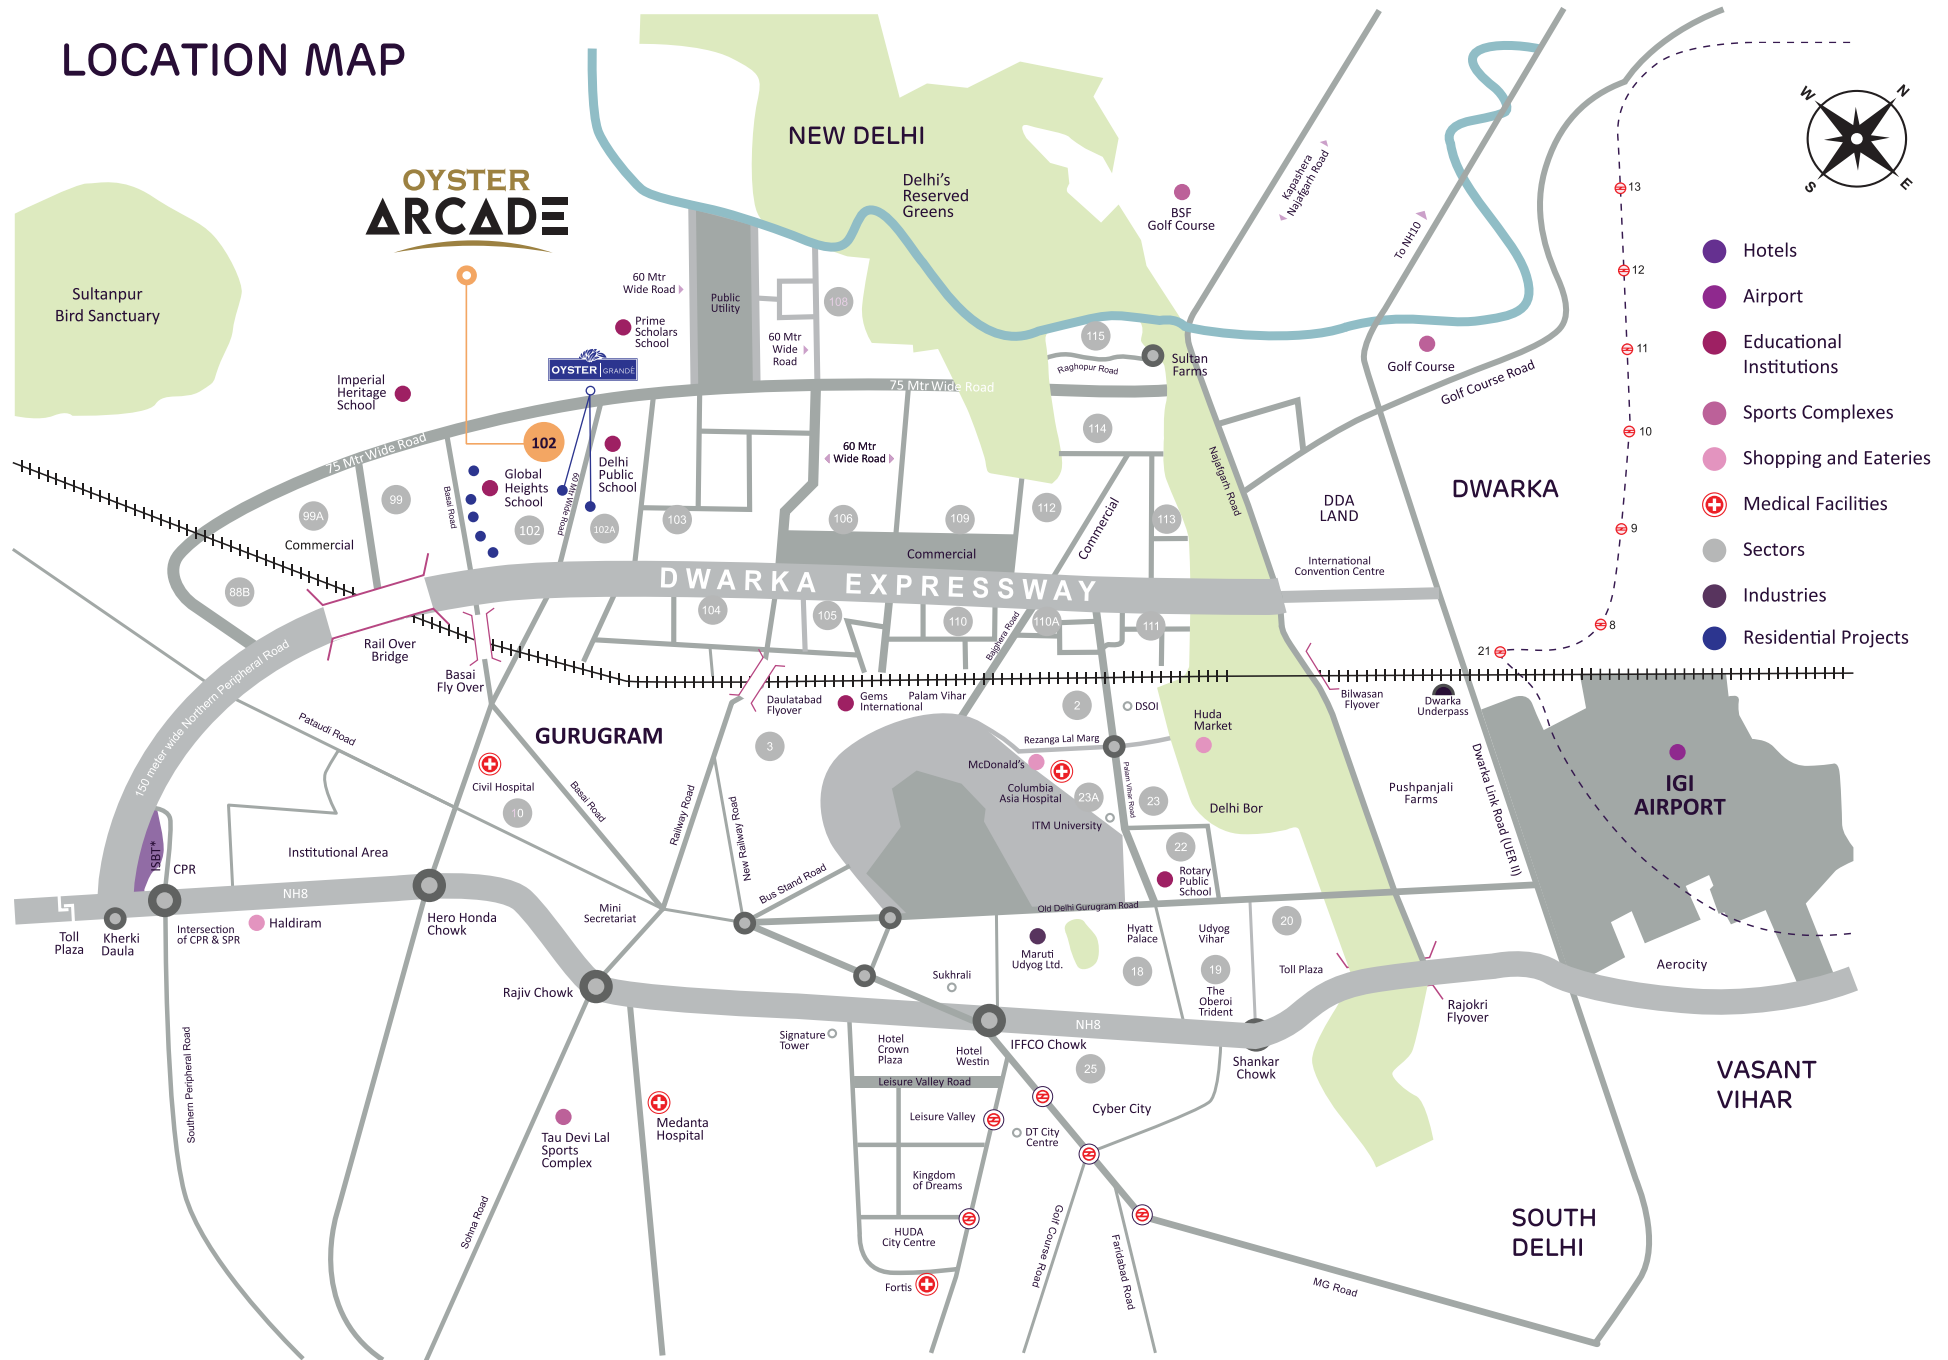 LOCATION MAP
NEW DELHI
Delhi's
Reserved
Greens
OYSTER
ARCADE
W
N
S
E
Sultanpur
Bird Sanctuary
BSF
Golf Course
Kapashera
Najafgarh Road
To NH10
13
12
11
10
9
8
21
Hotels
Airport
Educational
Institutions
Sports Complexes
Shopping and Eateries
Medical Facilities
Sectors
Industries
Residential Projects
60 Mtr
Wide Road
Public
Utility
108
60 Mtr
Wide
Road
Prime
Scholars
School
OYSTER GRANDE
Imperial
Heritage
School
115
Raghopur Road
Sultan
Farms
Golf Course
Golf Course Road
75 Mtr Wide Road
75 Mtr Wide Road
102
114
60 Mtr
Wide Road
Delhi
Public
School
Global
Heights
School
Basai Road
60 Mtr Wide Road
99
99A
Commercial
88B
102
102A
103
106
109
112
113
Commercial
Commercial
Najafgarh Road
DDA
LAND
DWARKA
International
Convention Centre
DWARKA EXPRESSWAY
104
105
110
110A
111
Bajghera Road
Rail Over
Bridge
Basai
Fly Over
150 meter wide Northern Peripheral Road
Daulatabad
Flyover
Gems
International
Palam Vihar
2
DSOI
Huda
Market
Bilwasan
Flyover
Dwarka
Underpass
Pataudi Road
GURUGRAM
3
Rezanga Lal Marg
McDonald's
Columbia
Asia Hospital
23A
ITM University
Palam Vihar Road
23
Delhi Bor
Pushpanjali
Farms
Dwarka Link Road (UER II)
IGI
AIRPORT
Civil Hospital
10
Basai Road
Railway Road
New Railway Road
Bus Stand Road
22
Rotary
Public
School
ISBT*
CPR
Institutional Area
NH8
Toll
Plaza
Kherki
Daula
Intersection
of CPR & SPR
Haldiram
Hero Honda
Chowk
Mini
Secretariat
Old Delhi Gurugram Road
Maruti
Udyog Ltd.
Hyatt
Palace
18
Udyog
Vihar
19
The
Oberoi
Trident
20
Toll Plaza
Aerocity
Rajokri
Flyover
Rajiv Chowk
Sukhrali
Signature
Tower
Hotel
Crown
Plaza
Hotel
Westin
IFFCO Chowk
NH8
25
Shankar
Chowk
VASANT
VIHAR
Southern Peripheral Road
Leisure Valley Road
Leisure Valley
DT City
Centre
Cyber City
Tau Devi Lal
Sports
Complex
Medanta
Hospital
Kingdom
of Dreams
HUDA
City Centre
Fortis
Sohna Road
Golf Course Road
Faridabad Road
MG Road
SOUTH
DELHI